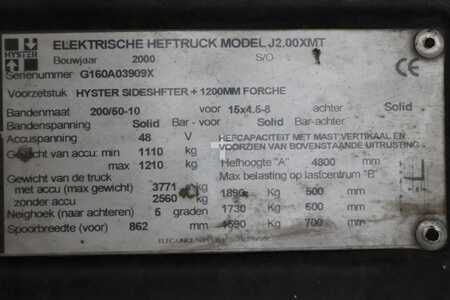 HYSTER
ELEKTRISCHE HEFTRUCK MODEL J2.00XMT
Bouwjaar 2000 S/O
Serienummer G160A03909X
Voorzetstuk HYSTER SIDESHIFTER + 1200MM FORCHE
Bandenmaat 200/50-10 voor 15x4.5-8 achter Solid
Bandenspanning Solid Bar - voor Solid Bar-achter
Accuspanning 48 V HEFCAPACITEIT MET MAST VERTIKAAL EN
VOORZIEN VAN BOVENSTAANDE UITRUSTING
Gewicht van accu: min 1110 kg
max 1210 kg Hefhoogte "A" 4800 mm
Gewicht van de truck Max belasting op lastcentrum "B"
met accu (max gewicht) 3771 kg 1890 kg 500 mm
zonder accu 2560 kg
Neighoek (naar achteren) 5 graden 1730 kg 600 mm
Spoorbreedte (voor) 862 mm 1590 kg 700 mm